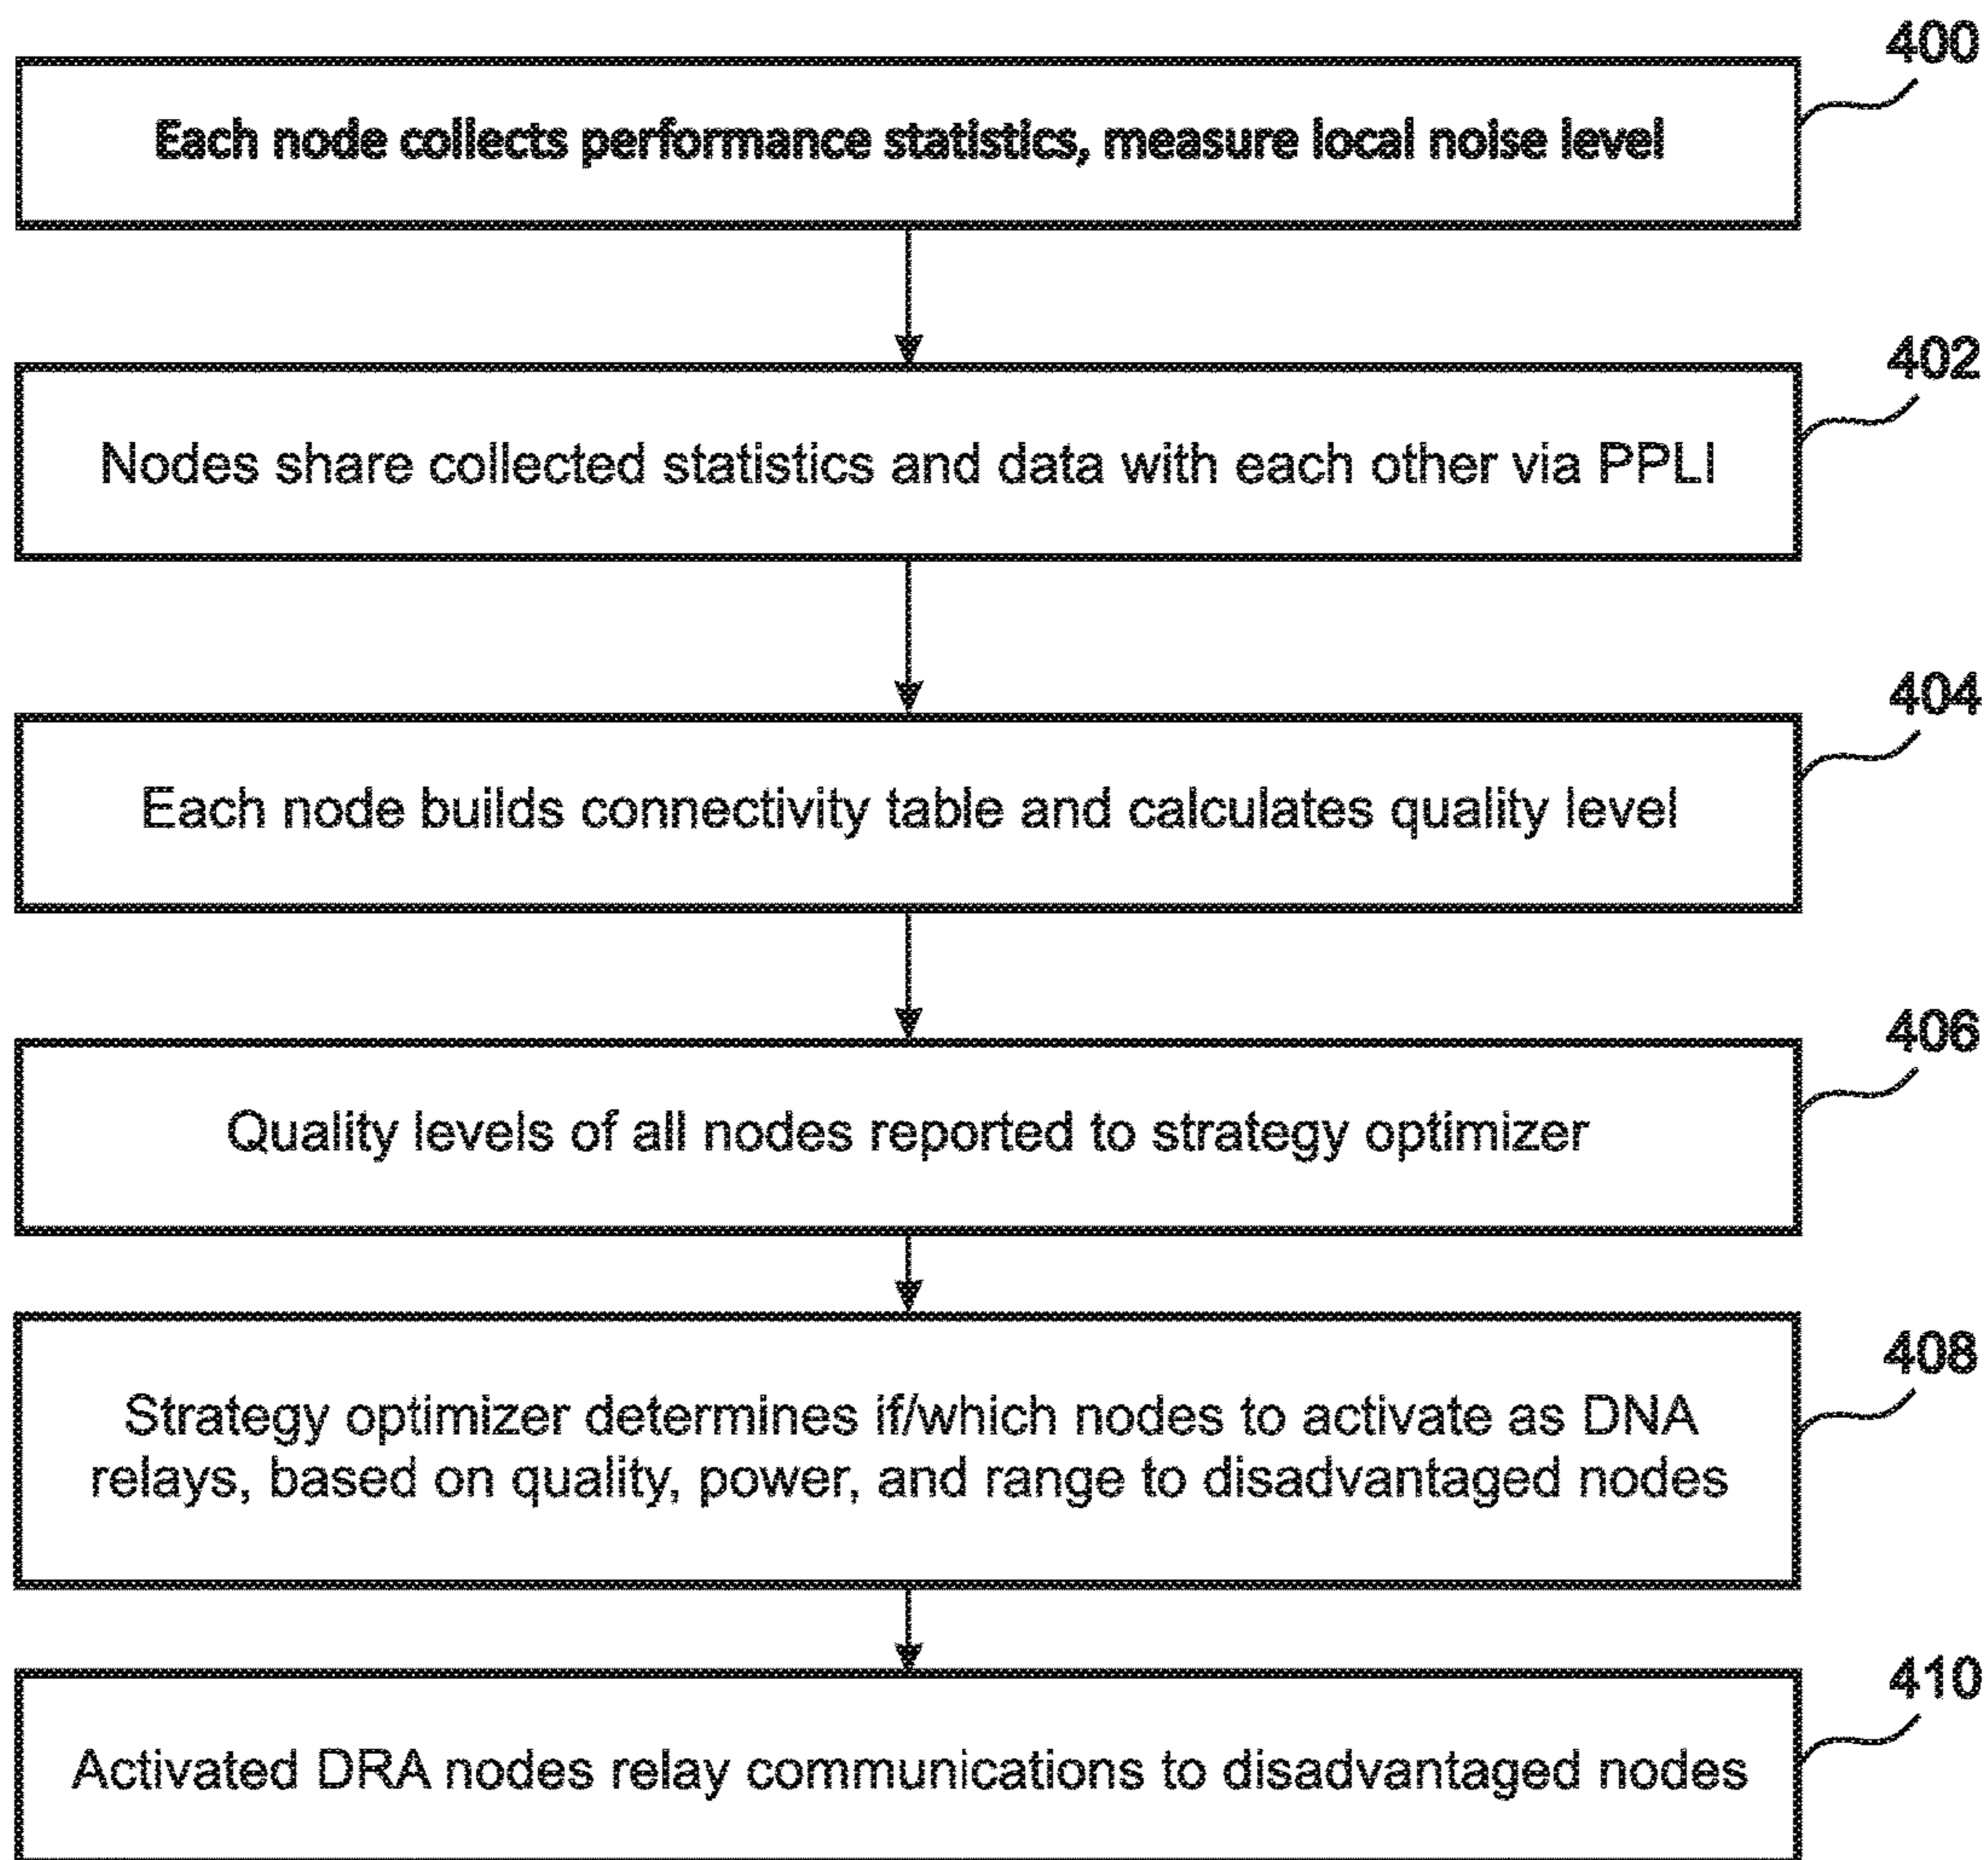 400
Each node collects performance statistics, measure local noise level
402
Nodes share collected statistics and data with each other via PPLI
404
Each node builds connectivity table and calculates quality level
406
Quality levels of all nodes reported to strategy optimizer
408
Strategy optimizer determines if/which nodes to activate as DNA
relays, based on quality, power, and range to disadvantaged nodes
410
Activated DRA nodes relay communications to disadvantaged nodes